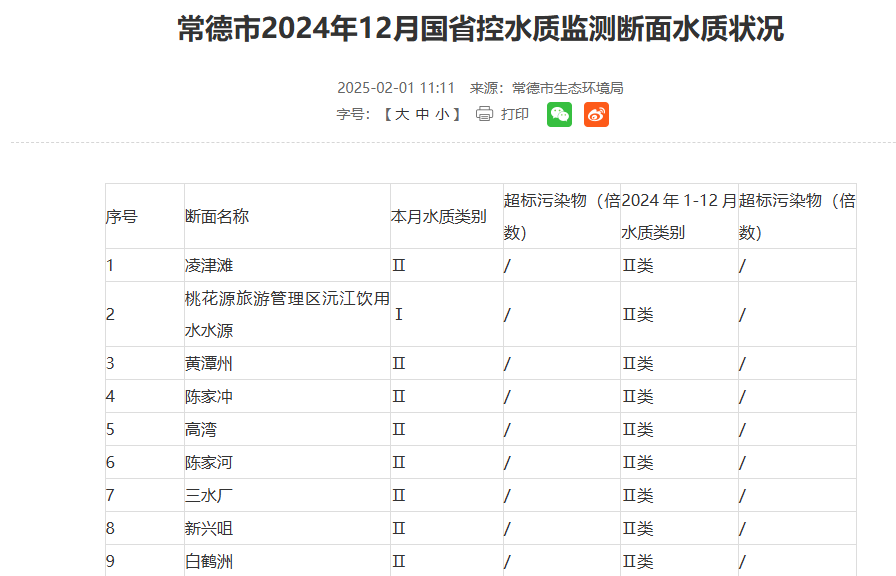 常德市2024年12月国省控水质监测断面水质状况
2025-02-01 11:11 来源：常德市生态环境局
字号：【 大 中 小 】 打印
序号 断面名称 本月水质类别 超标污染物（倍数） 2024 年 1-12 月水质类别 超标污染物（倍数）
1 凌津滩 Ⅱ / Ⅱ类 /
2 桃花源旅游管理区沅江饮用水水源 Ⅰ / Ⅱ类 /
3 黄潭州 Ⅱ / Ⅱ类 /
4 陈家冲 Ⅱ / Ⅱ类 /
5 高湾 Ⅱ / Ⅱ类 /
6 陈家河 Ⅱ / Ⅱ类 /
7 三水厂 Ⅱ / Ⅱ类 /
8 新兴咀 Ⅱ / Ⅱ类 /
9 白鹤洲 Ⅱ / Ⅱ类 /